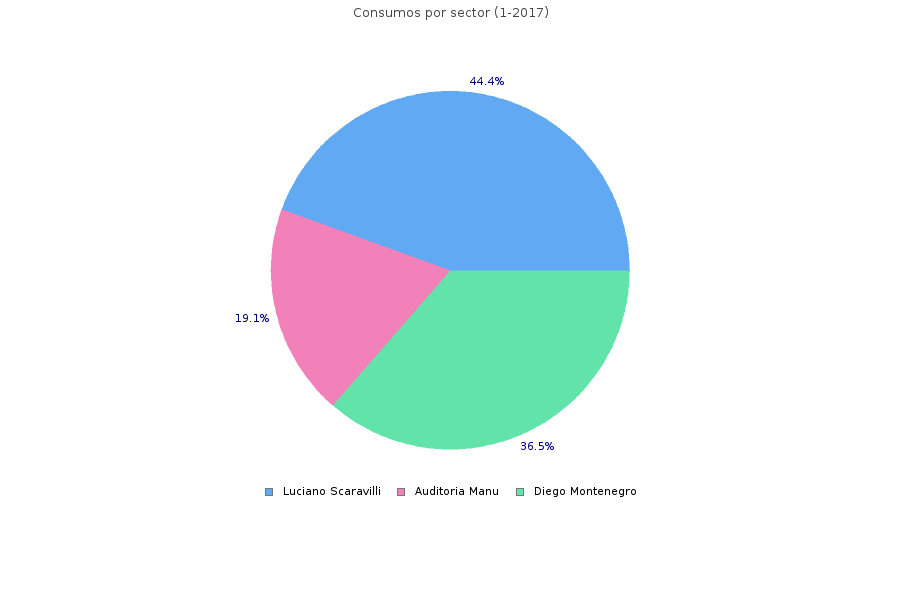 Consumos por sector (1-2017)
44.4%
19.1%
36.5%
Luciano Scaravilli Auditoria Manu Diego Montenegro